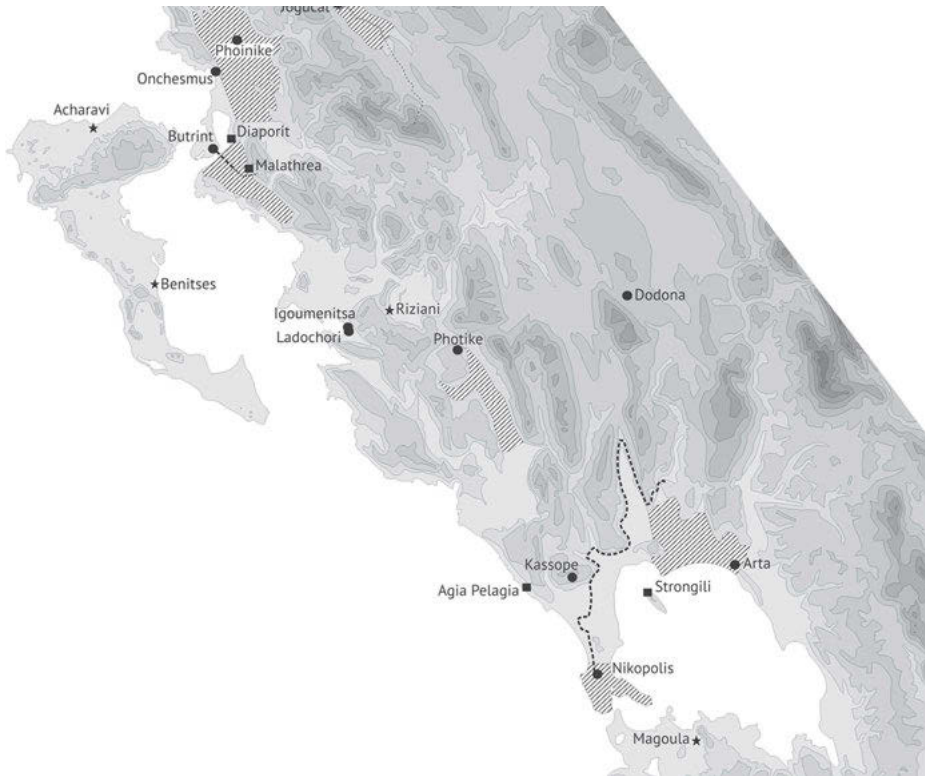 Jogucat
Phoinike
Onchesmus
Acharavi
Diaporit
Butrint
Malathrea
Benitses
Dodona
Riziani
Igoumenitsa
Ladochori
Photike
Kassope
Arta
Agia Pelagia
Strongili
Nikopolis
Magoula